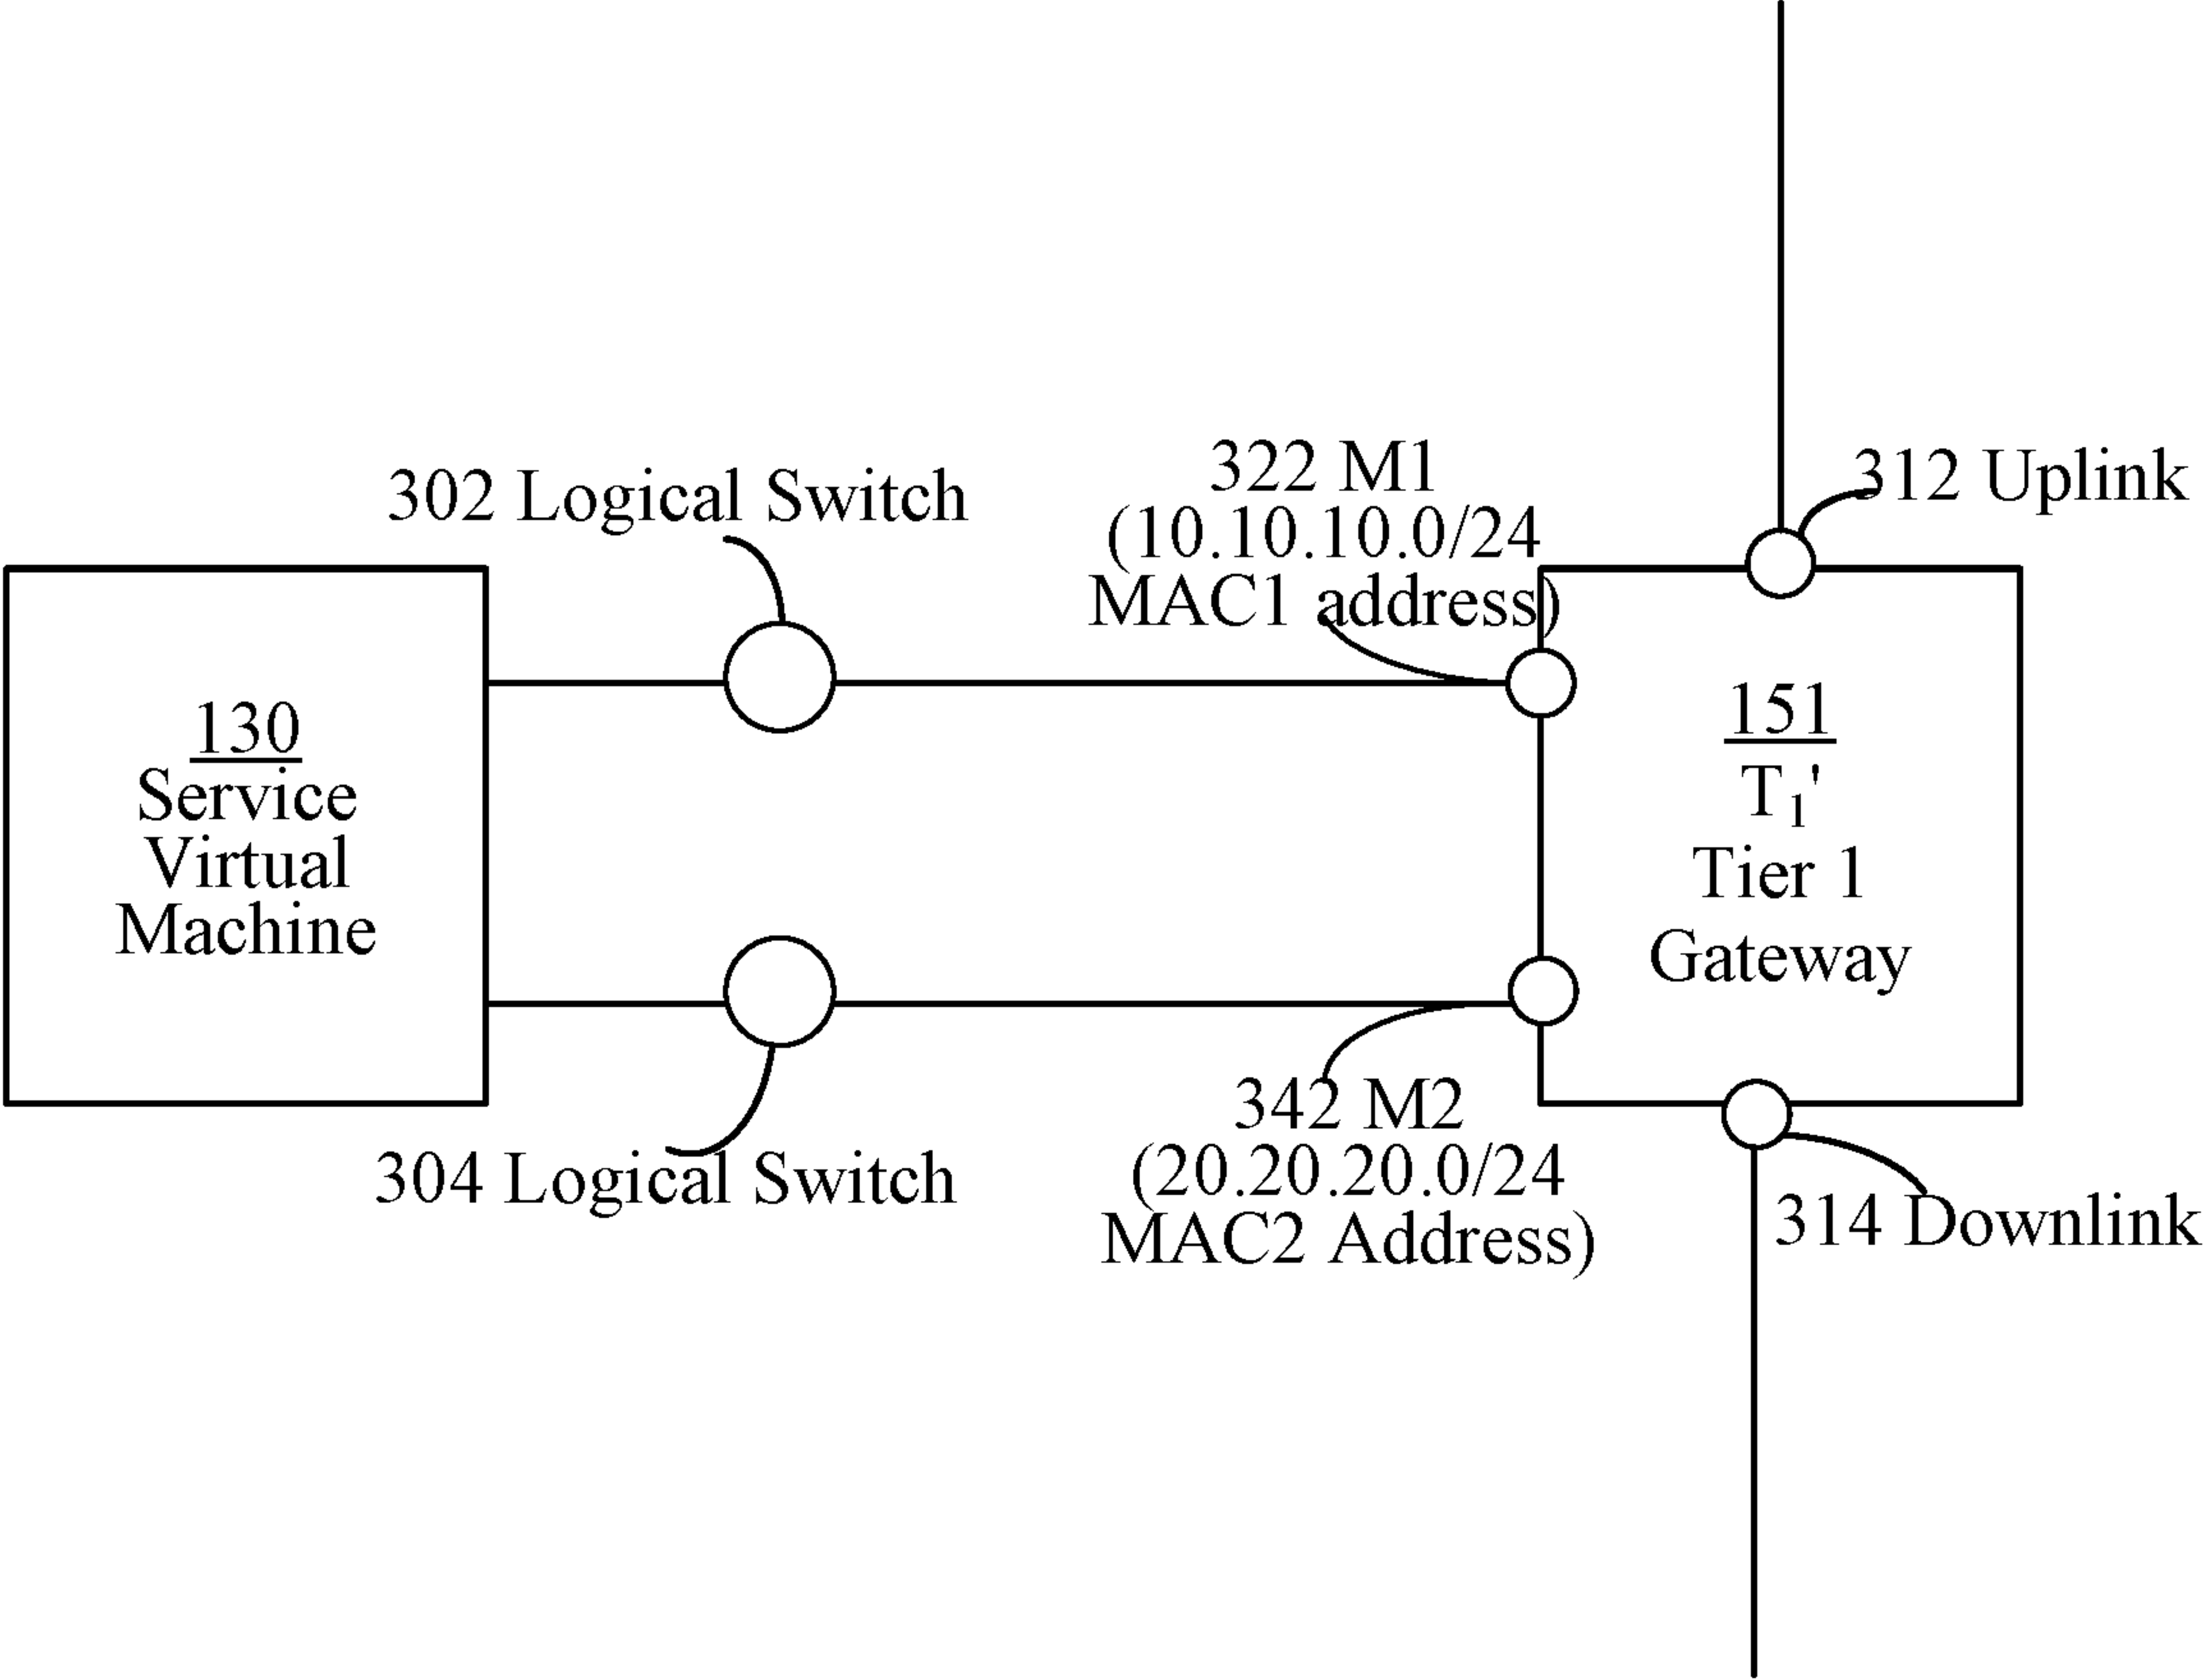 302 Logical Switch
322 M1
(10.10.10.0/24
MAC1 address)
312 Uplink
130
Service
Virtual
Machine
151
T1'
Tier 1
Gateway
304 Logical Switch
342 M2
(20.20.20.0/24
MAC2 Address)
314 Downlink